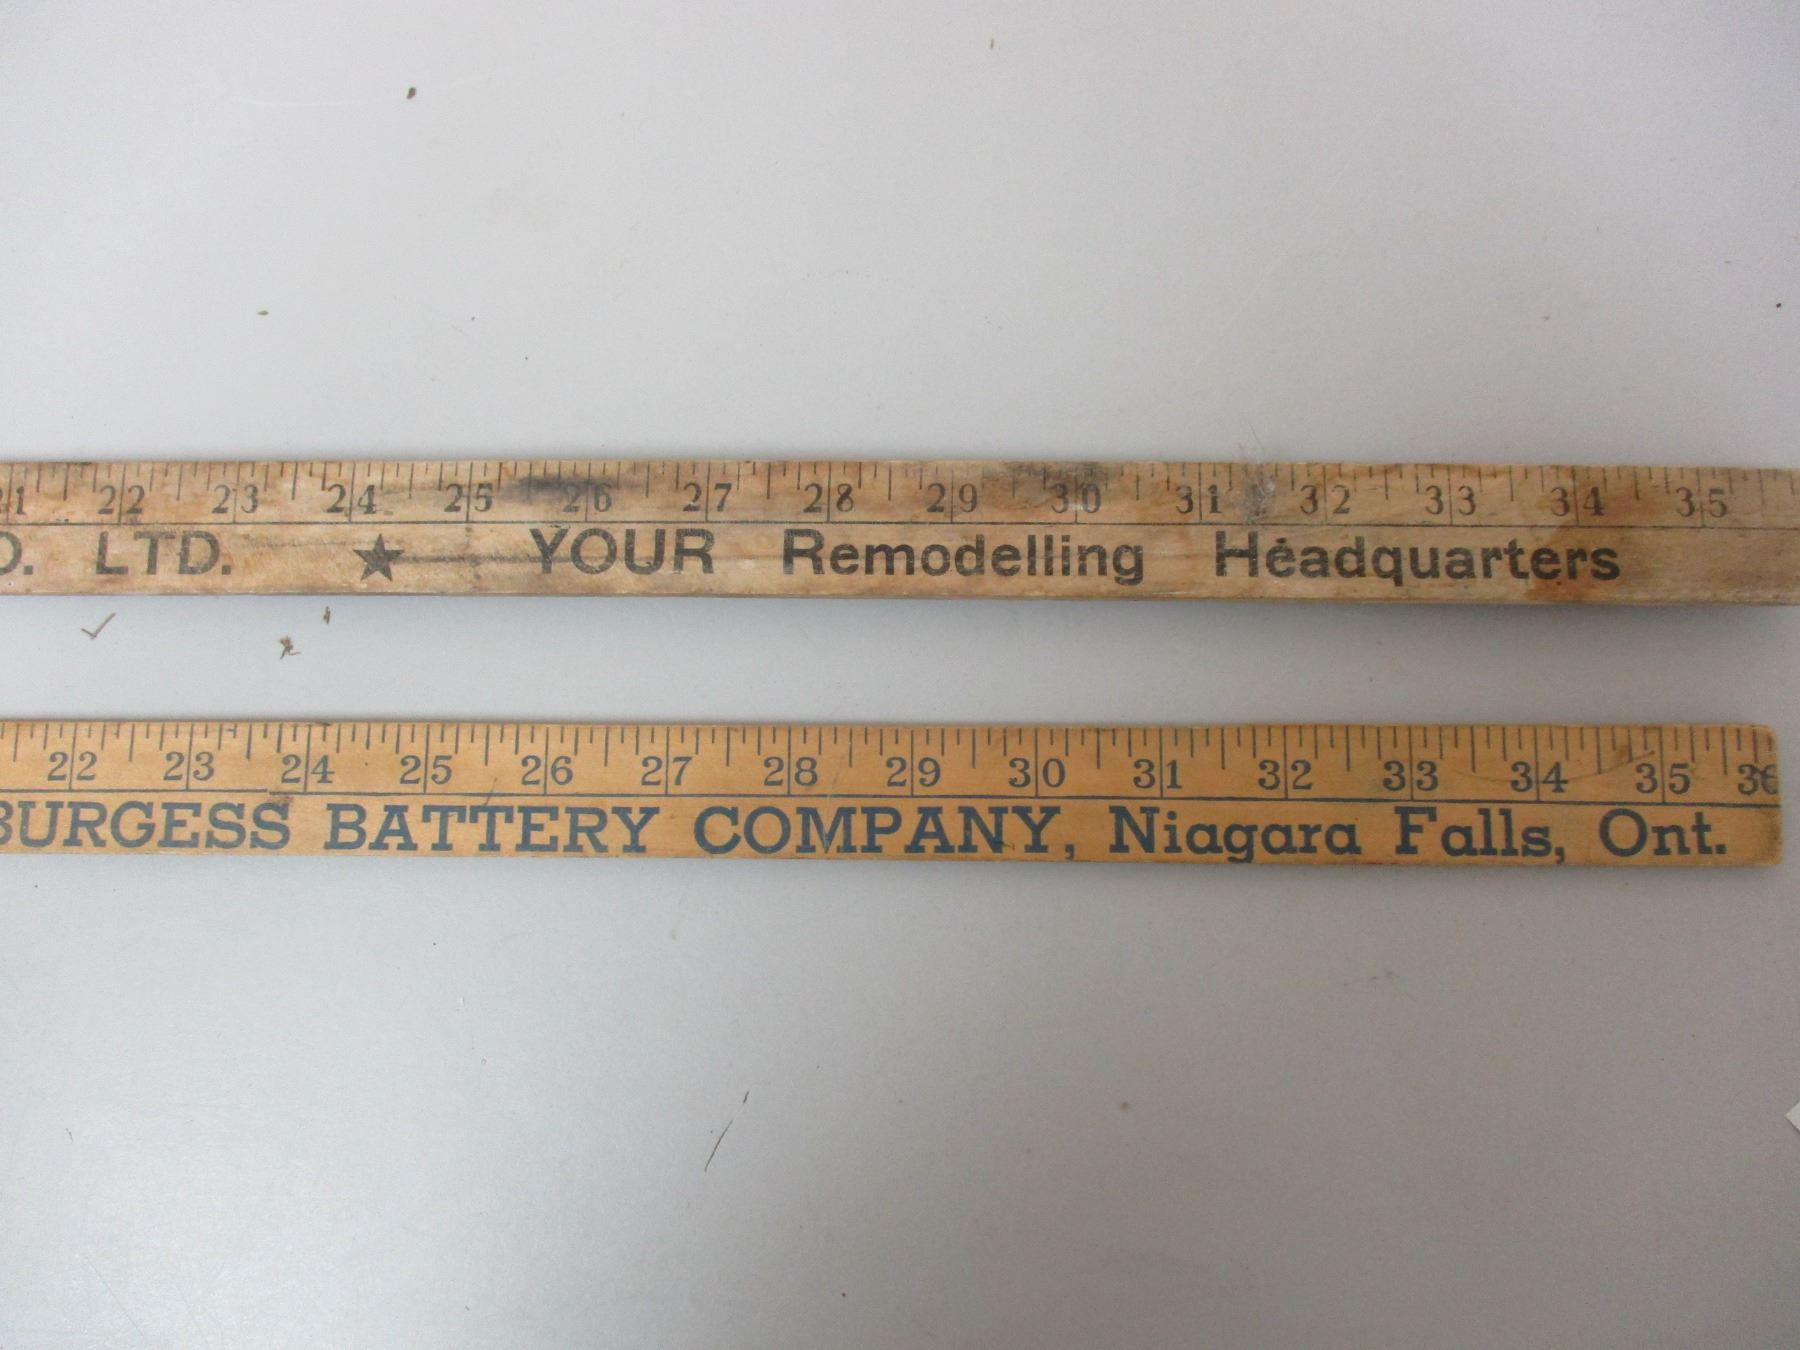 22 23 24 25 26 27 28 29 30 31 32 33 34 35
LTD. ★ YOUR Remodelling Headquarters
22 23 24 25 26 27 28 29 30 31 32 33 34 35 36
BURGESS BATTERY COMPANY, Niagara Falls, Ont.